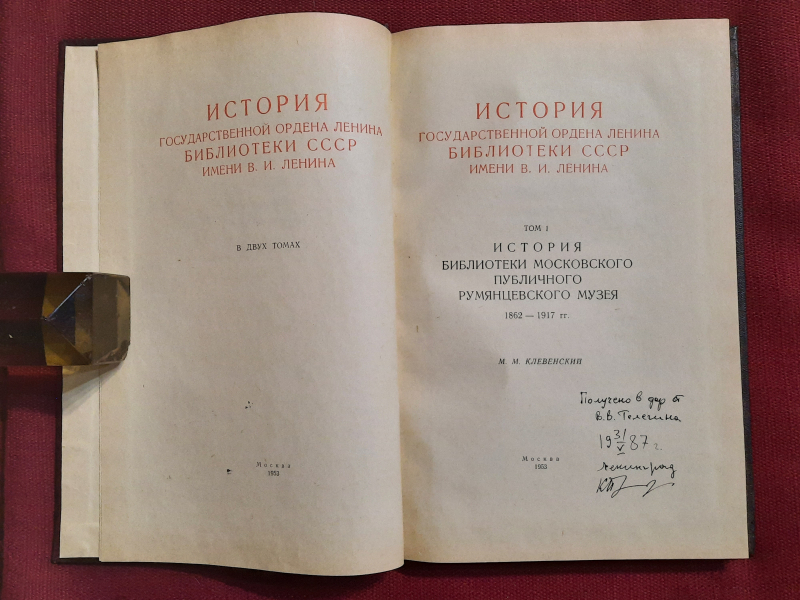 ИСТОРИЯ
ГОСУДАРСТВЕННОЙ ОРДЕНА ЛЕНИНА
БИБЛИОТЕКИ СССР
ИМЕНИ В. И. ЛЕНИНА
В ДВУХ ТОМАХ
Москва
1953
ИСТОРИЯ
ГОСУДАРСТВЕННОЙ ОРДЕНА ЛЕНИНА
БИБЛИОТЕКИ СССР
ИМЕНИ В. И. ЛЕНИНА
ТОМ I
ИСТОРИЯ
БИБЛИОТЕКИ МОСКОВСКОГО
ПУБЛИЧНОГО
РУМЯНЦЕВСКОГО МУЗЕЯ
1862 — 1917 гг.
М. М. КЛЕВЕНСКИЙ
Москва
1953
Получено в дар от
В.В. Телегина
19 31/V 87 г.
Ленинград